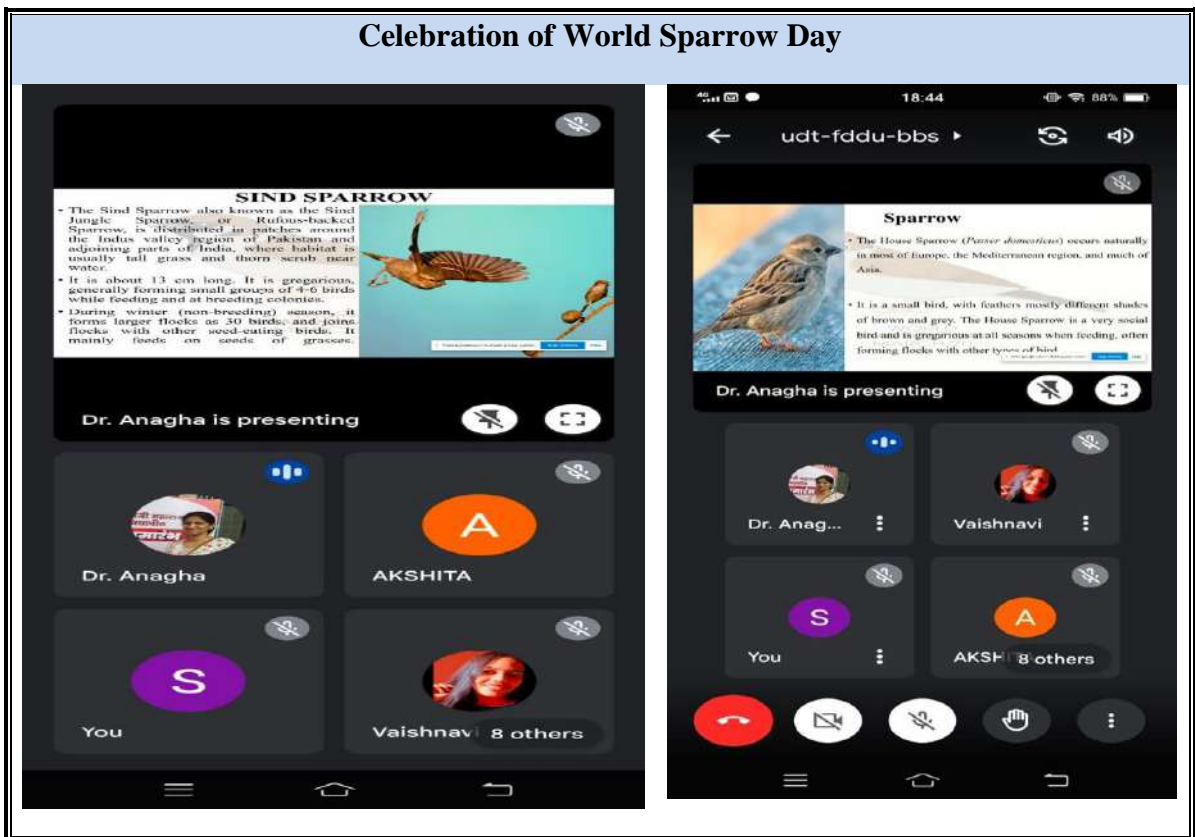 Celebration of World Sparrow Day
SIND SPARROW
• The Sind Sparrow also known as the Sind
Jungle Sparrow, or Rufous-backed
Sparrow, is distributed in patches around
the Indus valley region of Pakistan and
adjoining parts of India, where habitat is
usually tall grass and thorn scrub near
water.
• It is about 13 cm long. It is gregarious,
generally forming small groups of 4-6 birds
while feeding and at breeding colonies.
• During winter (non-breeding) season, it
forms larger flocks as 30 birds, and joins
flocks with other seed-eating birds. It
mainly feeds on seeds of grasses.
Dr. Anagha is presenting
Dr. Anagha
A
AKSHITA
S
You
Vaishnavi
8 others
4G
18:44
88%
udt-fddu-bbs
Sparrow
• The House Sparrow (Passer domesticus) occurs naturally
in most of Europe, the Mediterranean region, and much of
Asia.
• It is a small bird, with feathers mostly different shades
of brown and grey. The House Sparrow is a very social
bird and is gregarious at all seasons when feeding, often
forming flocks with other types of bird
Dr. Anagha is presenting
Dr. Anag...
Vaishnavi
S
You
A
AKSH
8 others